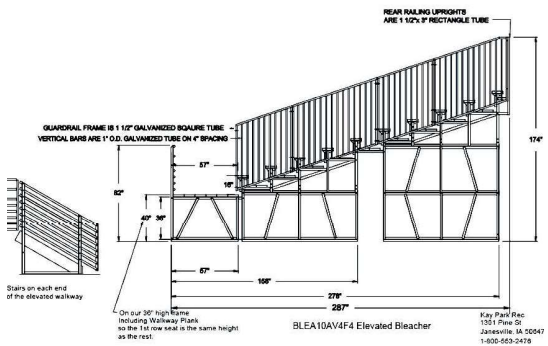 REAR RAILING UPRIGHTS
ARE 1 1/2"x 3" RECTANGLE TUBE
GUARDRAIL FRAME IS 1 1/2" GALVANIZED SQAURE TUBE
VERTICAL BARS ARE 1" O.D. GALVANIZED TUBE ON 4" SPACING
57"
174"
16"
82"
40"
36"
57"
158"
278"
287"
Stairs on each end
of the elevated walkway
On our 36" high frame
Including Walkway Plank
so the 1st row seat is the same height
as the rest.
BLEA10AV4F4 Elevated Bleacher
Kay Park Rec
1301 Pine St
Janesville, IA 50647
1-800-553-2476